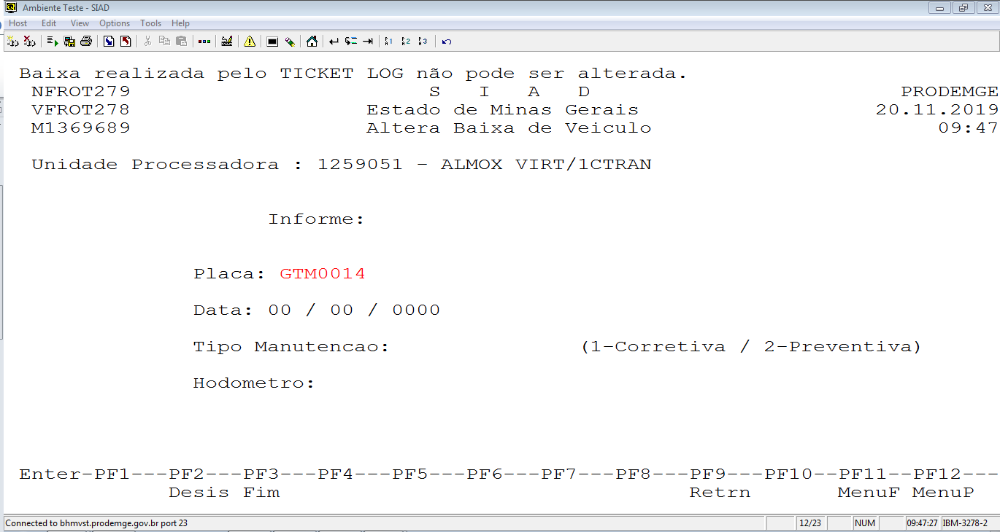 Ambiente Teste - SIAD
Host Edit View Options Tools Help
Baixa realizada pelo TICKET LOG não pode ser alterada.
NFROT279 S I A D PRODEMGE
VFROT278 Estado de Minas Gerais 20.11.2019
M1369689 Altera Baixa de Veiculo 09:47
Unidade Processadora : 1259051 - ALMOX VIRT/1CTRAN
Informe:
Placa: GTM0014
Data: 00 / 00 / 0000
Tipo Manutencao: (1-Corretiva / 2-Preventiva)
Hodometro:
Enter-PF1---PF2---PF3---PF4---PF5---PF6---PF7---PF8---PF9---PF10--PF11--PF12---
Desis Fim Retrn MenuF MenuP
Connected to bhmvst.prodemge.gov.br port 23 12/23 NUM 09:47:27 IBM-3278-2